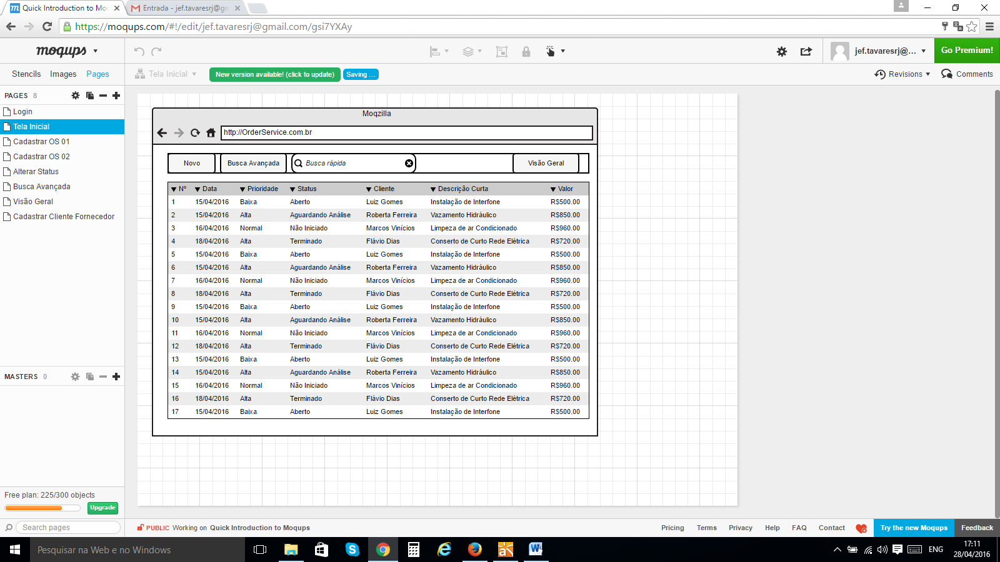 Quick Introduction to Mo
Entrada - jef.tavaresrj@gm
https://moqups.com/#!/edit/jef.tavaresrj@gmail.com/gsi7YXAy
moqups
jef.tavaresrj@...
Go Premium!
Stencils Images Pages
Tela Inicial
New version available! (click to update)
Saving ...
Revisions
Comments
PAGES 8
Login
Tela Inicial
Cadastrar OS 01
Cadastrar OS 02
Alterar Status
Busca Avançada
Visão Geral
Cadastrar Cliente Fornecedor
Moqzilla
http://OrderService.com.br
Novo Busca Avançada Busca rápida Visão Geral
Nº Data Prioridade Status Cliente Descrição Curta Valor
1 15/04/2016 Baixa Aberto Luiz Gomes Instalação de Interfone R$500.00
2 15/04/2016 Alta Aguardando Análise Roberta Ferreira Vazamento Hidráulico R$850.00
3 16/04/2016 Normal Não Iniciado Marcos Vinícios Limpeza de ar Condicionado R$960.00
4 18/04/2016 Alta Terminado Flávio Dias Conserto de Curto Rede Elétrica R$720.00
5 15/04/2016 Baixa Aberto Luiz Gomes Instalação de Interfone R$500.00
6 15/04/2016 Alta Aguardando Análise Roberta Ferreira Vazamento Hidráulico R$850.00
7 16/04/2016 Normal Não Iniciado Marcos Vinícios Limpeza de ar Condicionado R$960.00
8 18/04/2016 Alta Terminado Flávio Dias Conserto de Curto Rede Elétrica R$720.00
9 15/04/2016 Baixa Aberto Luiz Gomes Instalação de Interfone R$500.00
10 15/04/2016 Alta Aguardando Análise Roberta Ferreira Vazamento Hidráulico R$850.00
11 16/04/2016 Normal Não Iniciado Marcos Vinícios Limpeza de ar Condicionado R$960.00
12 18/04/2016 Alta Terminado Flávio Dias Conserto de Curto Rede Elétrica R$720.00
13 15/04/2016 Baixa Aberto Luiz Gomes Instalação de Interfone R$500.00
14 15/04/2016 Alta Aguardando Análise Roberta Ferreira Vazamento Hidráulico R$850.00
15 16/04/2016 Normal Não Iniciado Marcos Vinícios Limpeza de ar Condicionado R$960.00
16 18/04/2016 Alta Terminado Flávio Dias Conserto de Curto Rede Elétrica R$720.00
17 15/04/2016 Baixa Aberto Luiz Gomes Instalação de Interfone R$500.00
MASTERS 0
Free plan: 225/300 objects
Upgrade
Search pages
PUBLIC Working on Quick Introduction to Moqups
Pricing Terms Privacy Help FAQ Contact
Try the new Moqups
Feedback
Pesquisar na Web e no Windows
ENG
17:11
28/04/2016